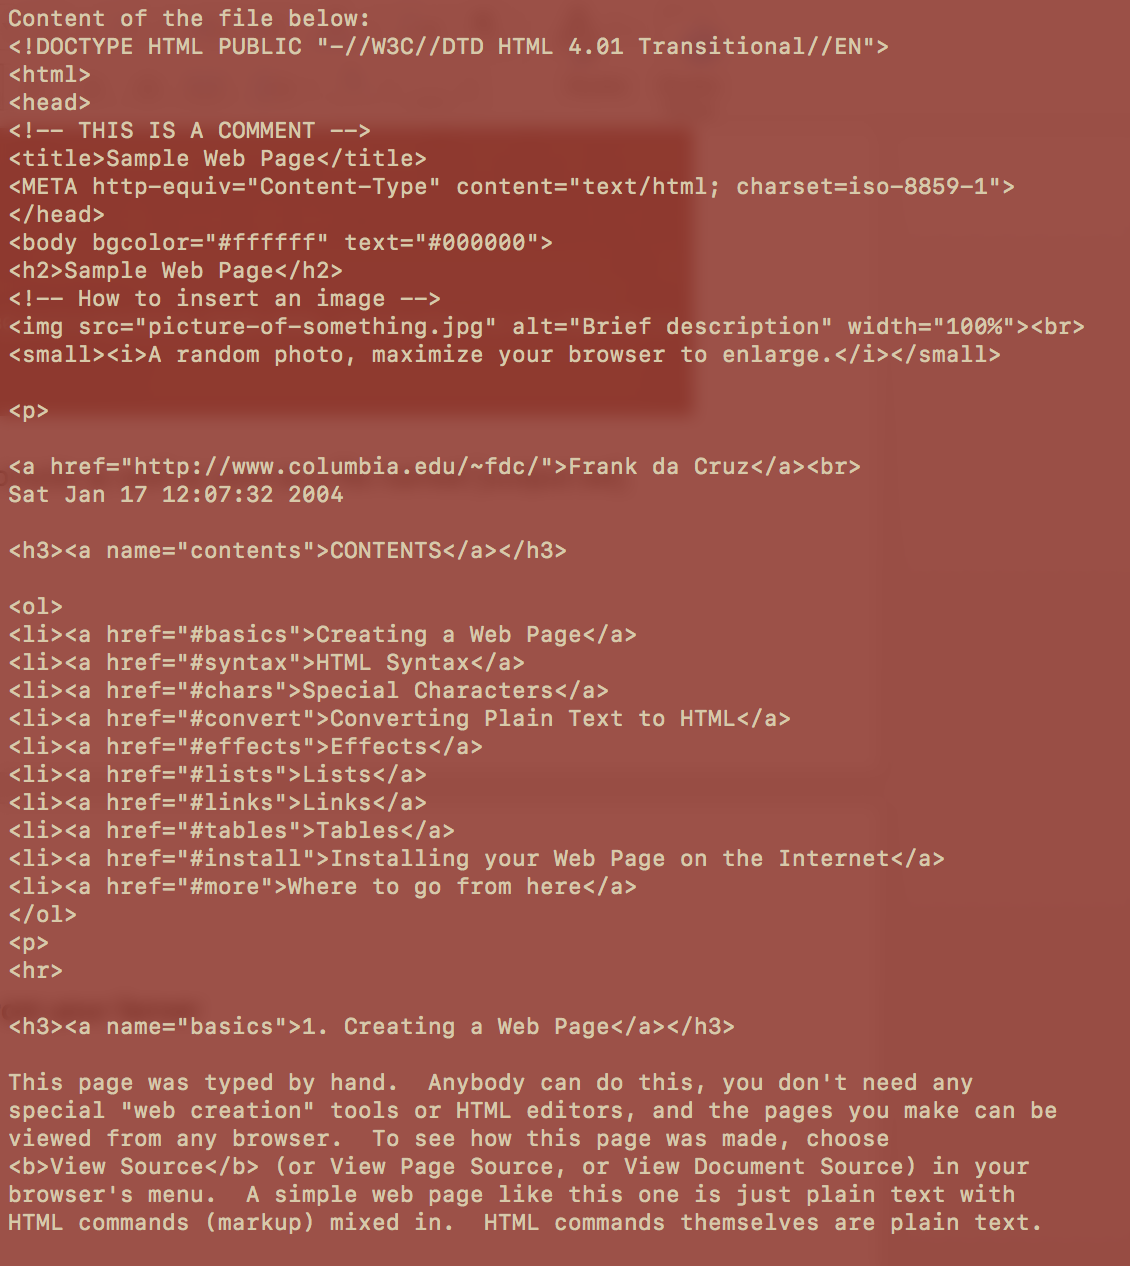 Content of the file below:
<!DOCTYPE HTML PUBLIC "-//W3C//DTD HTML 4.01 Transitional//EN">
<html>
<head>
<!-- THIS IS A COMMENT -->
<title>Sample Web Page</title>
<META http-equiv="Content-Type" content="text/html; charset=iso-8859-1">
</head>
<body bgcolor="#ffffff" text="#000000">
<h2>Sample Web Page</h2>
<!-- How to insert an image -->
<img src="picture-of-something.jpg" alt="Brief description" width="100%"><br>
<small><i>A random photo, maximize your browser to enlarge.</i></small>

<p>

<a href="http://www.columbia.edu/~fdc/">Frank da Cruz</a><br>
Sat Jan 17 12:07:32 2004

<h3><a name="contents">CONTENTS</a></h3>

<ol>
<li><a href="#basics">Creating a Web Page</a>
<li><a href="#syntax">HTML Syntax</a>
<li><a href="#chars">Special Characters</a>
<li><a href="#convert">Converting Plain Text to HTML</a>
<li><a href="#effects">Effects</a>
<li><a href="#lists">Lists</a>
<li><a href="#links">Links</a>
<li><a href="#tables">Tables</a>
<li><a href="#install">Installing your Web Page on the Internet</a>
<li><a href="#more">Where to go from here</a>
</ol>
<p>
<hr>

<h3><a name="basics">1. Creating a Web Page</a></h3>

This page was typed by hand.  Anybody can do this, you don't need any
special "web creation" tools or HTML editors, and the pages you make can be
viewed from any browser.  To see how this page was made, choose
<b>View Source</b> (or View Page Source, or View Document Source) in your
browser's menu.  A simple web page like this one is just plain text with
HTML commands (markup) mixed in.  HTML commands themselves are plain text.